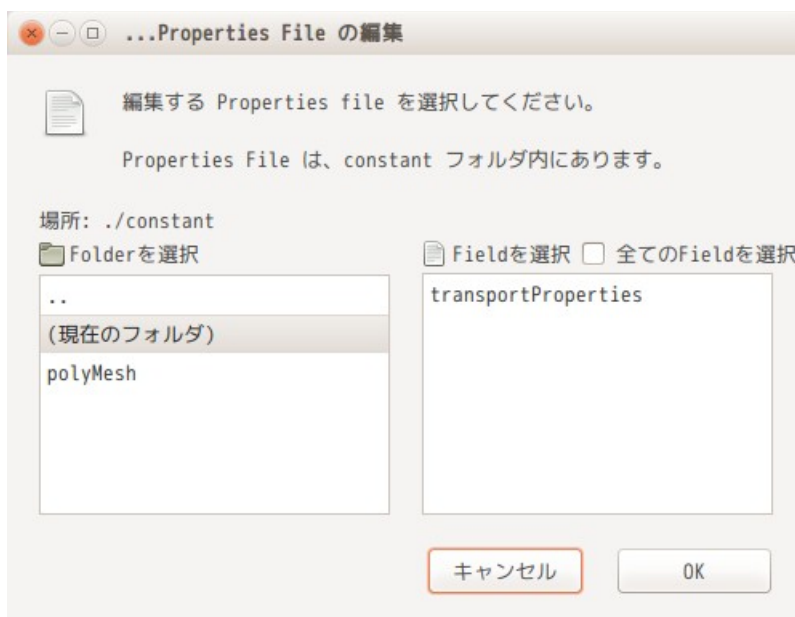 ...Properties File の編集
編集する Properties file を選択してください。
Properties File は、constant フォルダ内にあります。
場所: ./constant
Folderを選択
..
(現在のフォルダ)
polyMesh
Fieldを選択 全てのFieldを選択
transportProperties
キャンセル OK